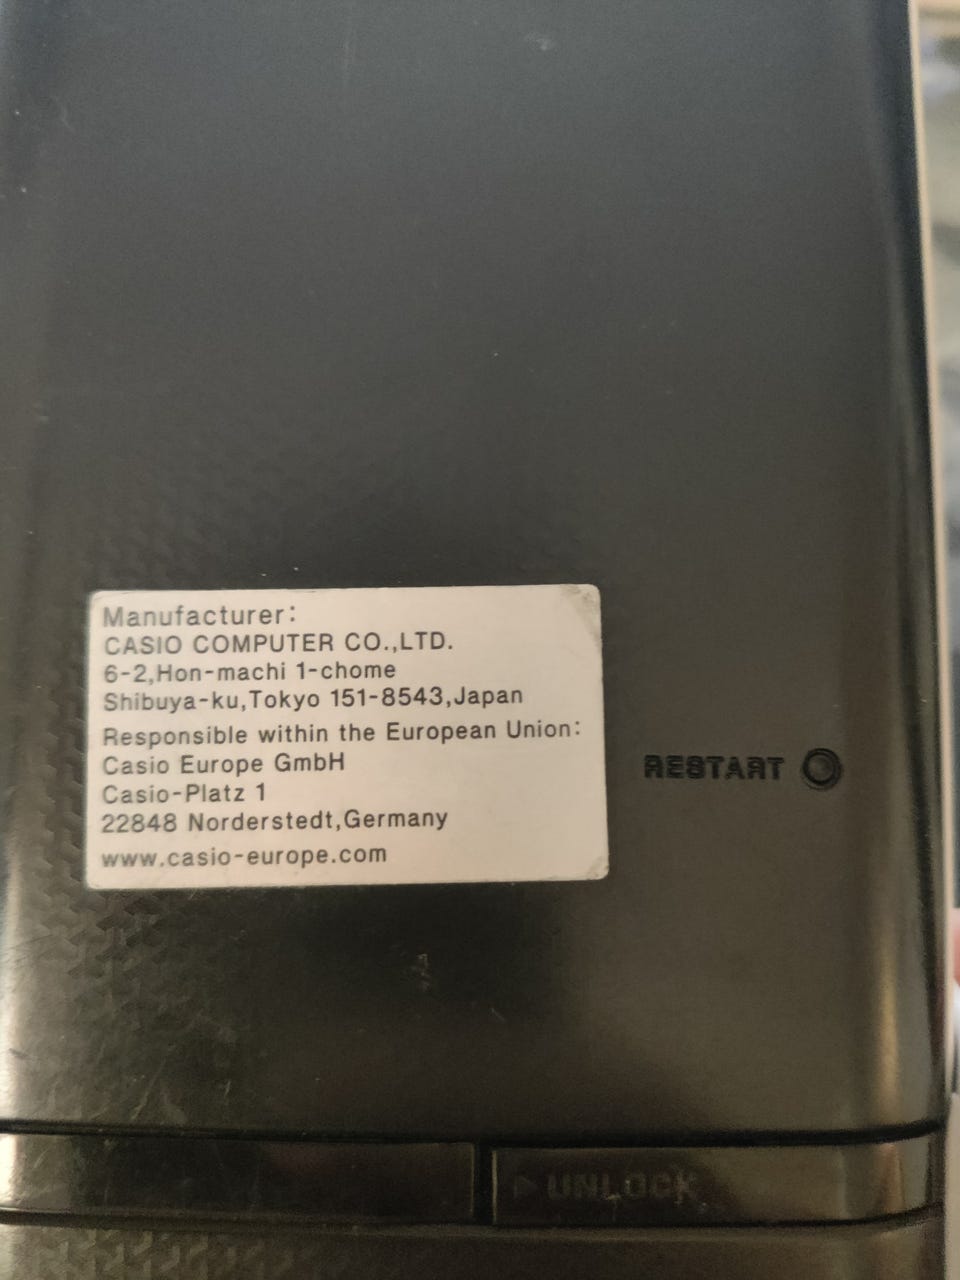 Manufacturer:
CASIO COMPUTER CO.,LTD.
6-2,Hon-machi 1-chome
Shibuya-ku,Tokyo 151-8543,Japan
Responsible within the European Union:
Casio Europe GmbH
Casio-Platz 1
22848 Norderstedt,Germany
www.casio-europe.com
RESTART
UNLOCK